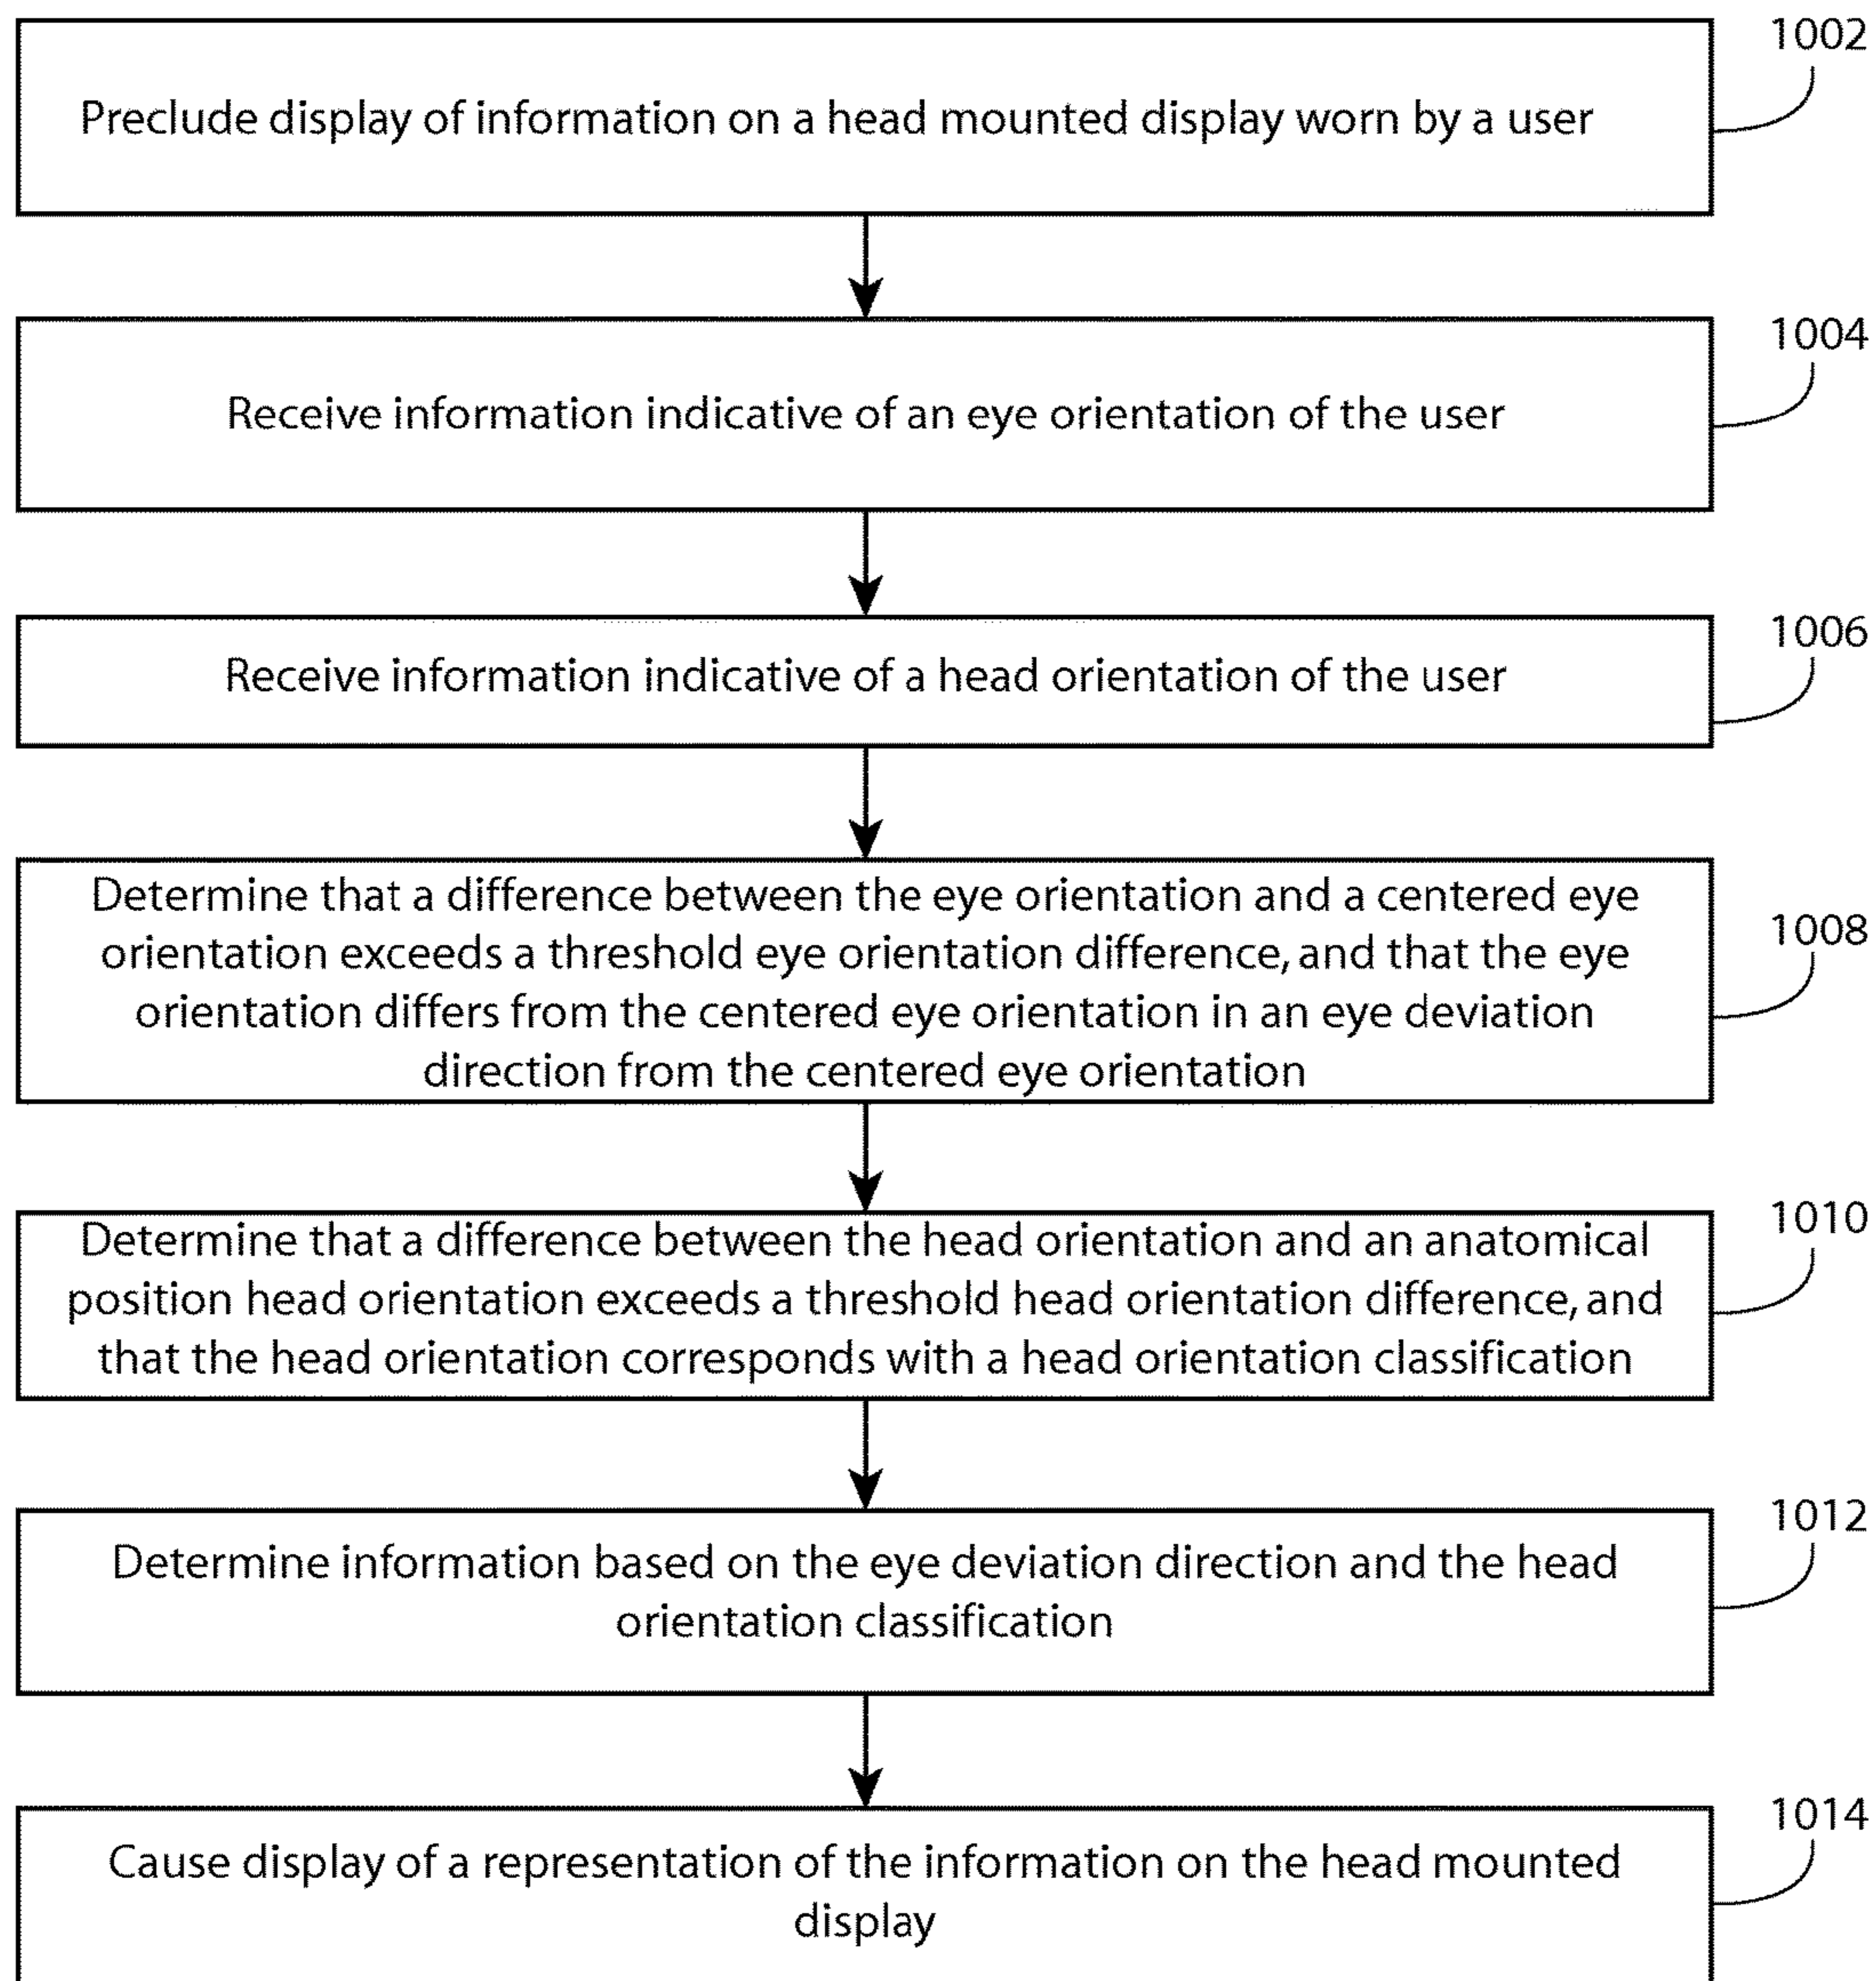 1002
Preclude display of information on a head mounted display worn by a user
1004
Receive information indicative of an eye orientation of the user
1006
Receive information indicative of a head orientation of the user
1008
Determine that a difference between the eye orientation and a centered eye
orientation exceeds a threshold eye orientation difference, and that the eye
orientation differs from the centered eye orientation in an eye deviation
direction from the centered eye orientation
1010
Determine that a difference between the head orientation and an anatomical
position head orientation exceeds a threshold head orientation difference, and
that the head orientation corresponds with a head orientation classification
1012
Determine information based on the eye deviation direction and the head
orientation classification
1014
Cause display of a representation of the information on the head mounted
display